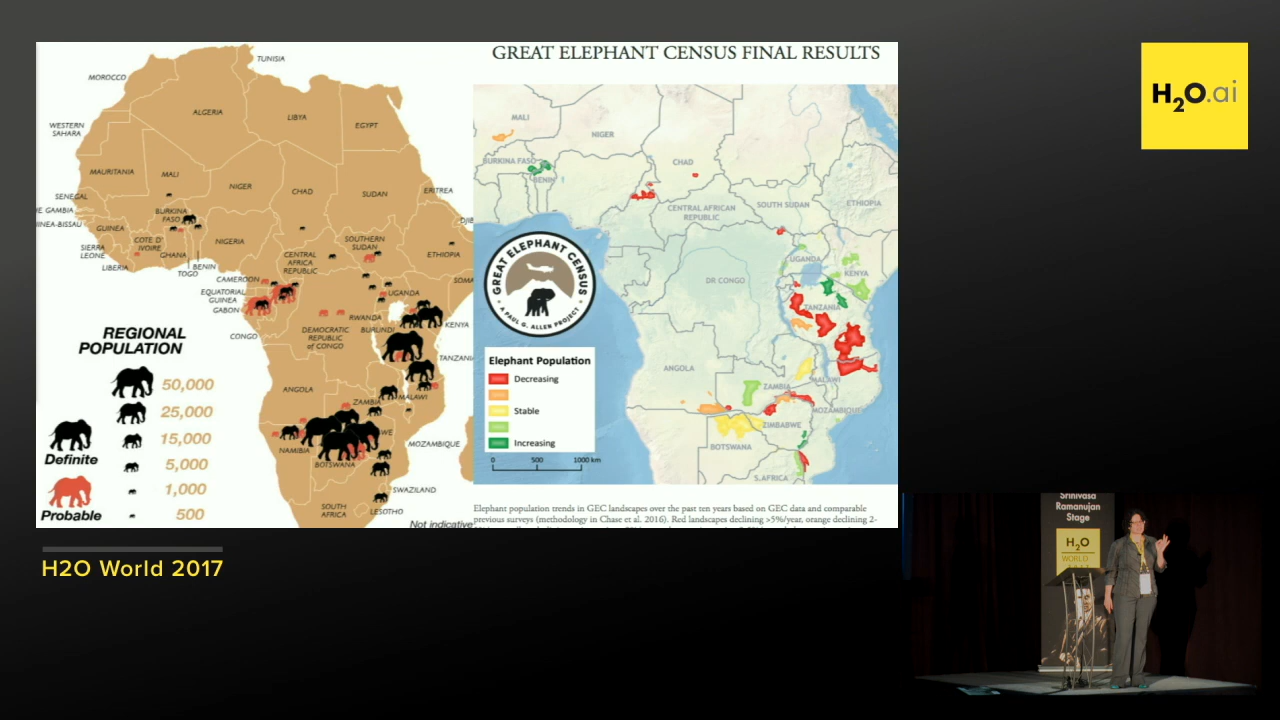 TUNISIA
MOROCCO
ALGERIA
LIBYA
EGYPT
WESTERN
SAHARA
MAURITANIA
MALI
NIGER
CHAD
SUDAN
ERITREA
SENEGAL
HE GAMBIA
INEA-BISSAU
GUINEA
BURKINA
FASO
DJIB
SIERRA
LEONE
COTE D'
IVOIRE
GHANA
NIGERIA
SOUTHERN
SUDAN
ETHIOPIA
CENTRAL
AFRICA
REPUBLIC
LIBERIA
TOGO
BENIN
CAMEROON
SOMA
EQUATORIAL
GUINEA
UGANDA
GABON
RWANDA
KENYA
CONGO
DEMOCRATIC
REPUBLIC
of CONGO
BURUNDI
TANZANI
ANGOLA
ZAMBIA
MALAWI
WE
MOZAMBIQUE
NAMIBIA
BOTSWANA
SWAZILAND
SOUTH
AFRICA
LESOTHO
Not indicative
REGIONAL
POPULATION
50,000
25,000
15,000
5,000
1,000
500
Definite
Probable
GREAT ELEPHANT CENSUS FINAL RESULTS
MALI
NIGER
CHAD
BURKINA FASO
BENIN
CENTRAL AFRICAN
REPUBLIC
SOUTH SUDAN
ETHIOPIA
UGANDA
KENYA
DR CONGO
TANZANIA
ANGOLA
ZAMBIA
MALAWI
MOZAMBIQUE
ZIMBABWE
BOTSWANA
S.AFRICA
GREAT ELEPHANT CENSUS
A PAUL G. ALLEN PROJECT
Elephant Population
Decreasing
Stable
Increasing
0 500 1000 km
Elephant population trends in GEC landscapes over the past ten years based on GEC data and comparable
previous surveys (methodology in Chase et al. 2016). Red landscapes declining >5%/year, orange declining 2-
H2O.ai
H2O World 2017
Srinivasa
Ramanujan
Stage
H2O
WORLD